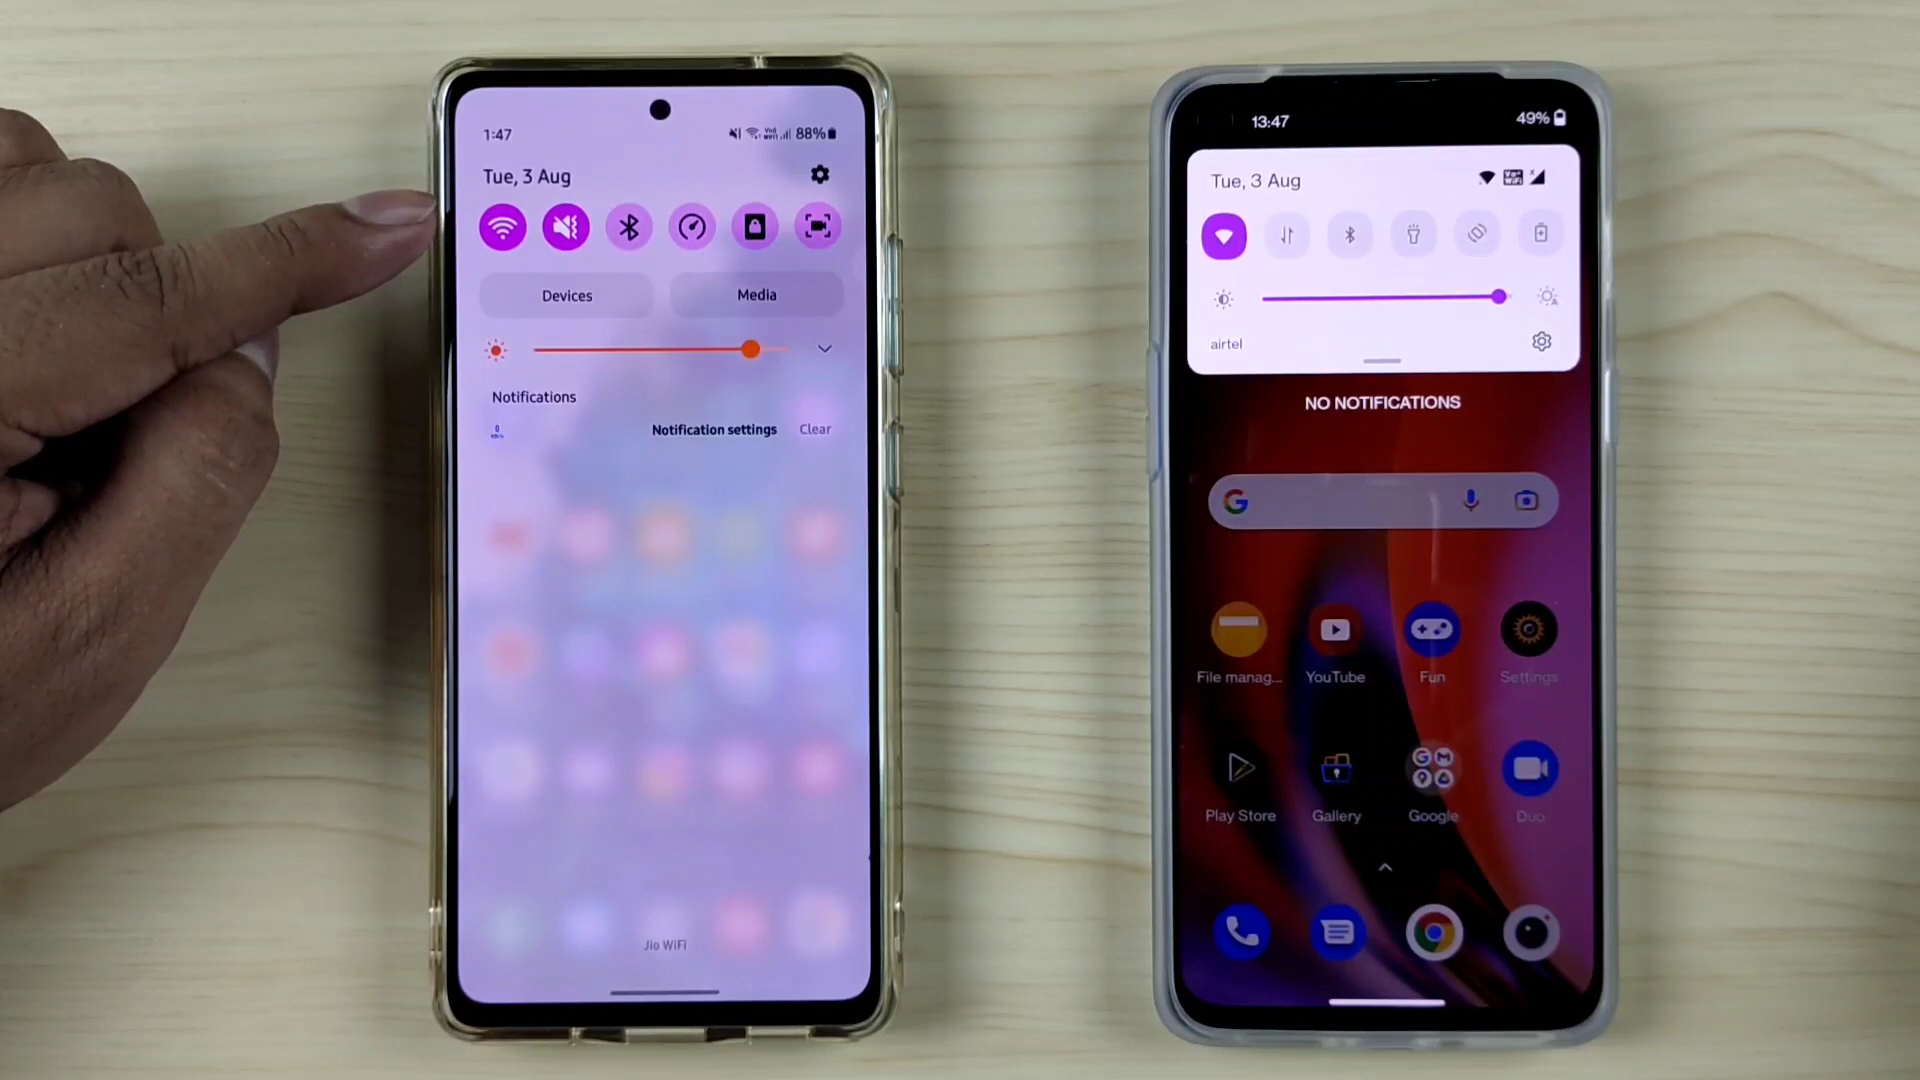 1:47
88%
Tue, 3 Aug
Devices
Media
Notifications
Notification settings
Clear
Jio WiFi
13:47
49%
Tue, 3 Aug
airtel
NO NOTIFICATIONS
File manag...
YouTube
Fun
Settings
Play Store
Gallery
Google
Duo